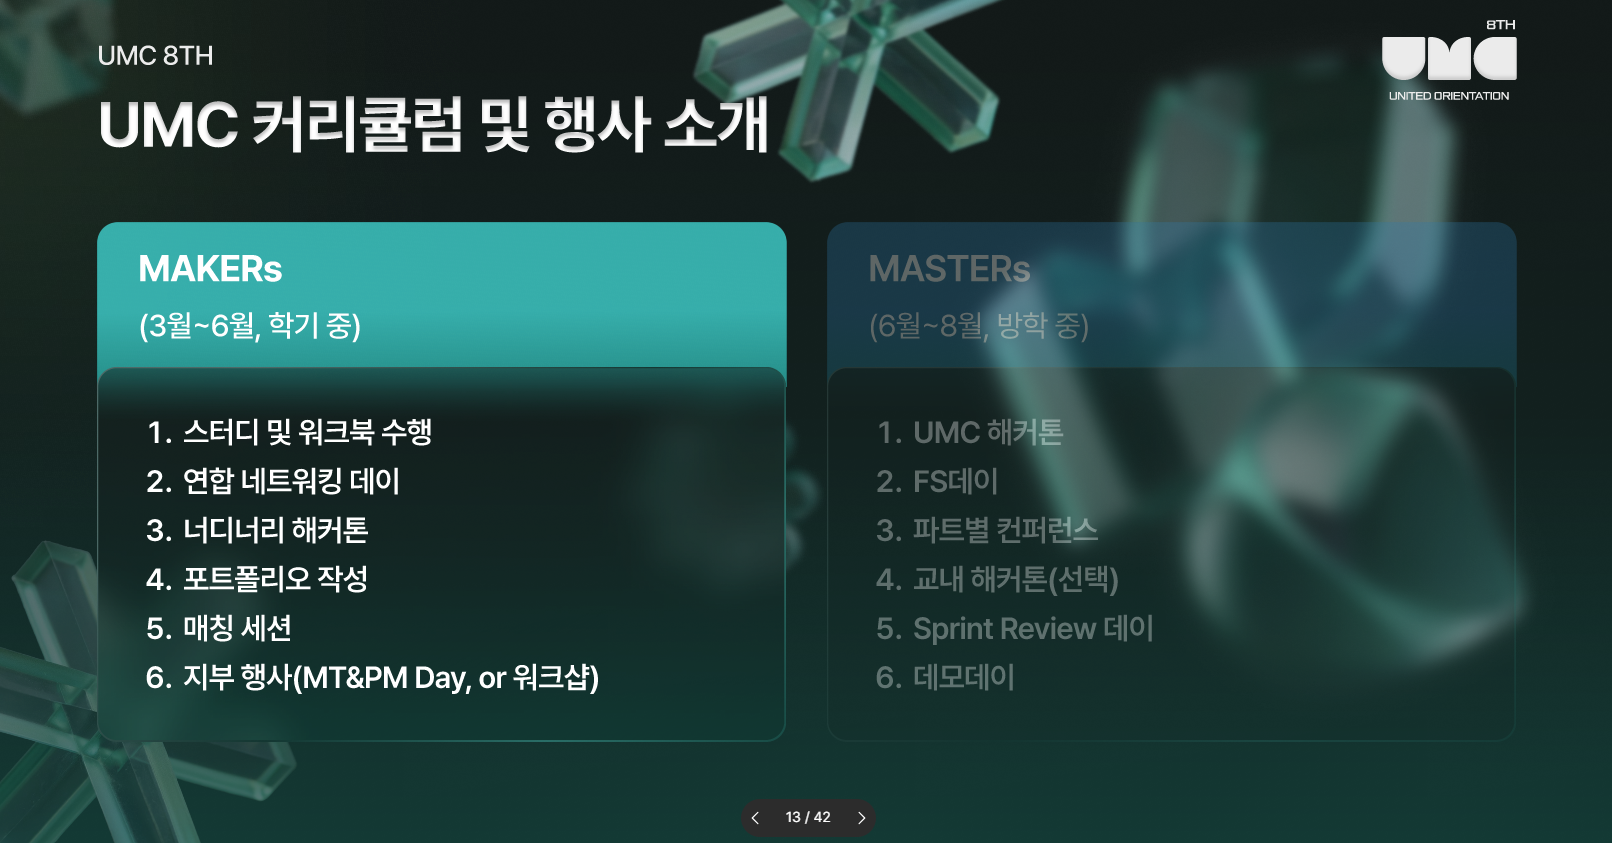 UMC 8TH
UMC 커리큘럼 및 행사 소개
8TH
UMC
UNITED ORIENTATION
MAKERs
(3월~6월, 학기 중)
1. 스터디 및 워크북 수행
2. 연합 네트워킹 데이
3. 너디너리 해커톤
4. 포트폴리오 작성
5. 매칭 세션
6. 지부 행사(MT&PM Day, or 워크샵)
MASTERs
(6월~8월, 방학 중)
1. UMC 해커톤
2. FS데이
3. 파트별 컨퍼런스
4. 교내 해커톤(선택)
5. Sprint Review 데이
6. 데모데이
13 / 42